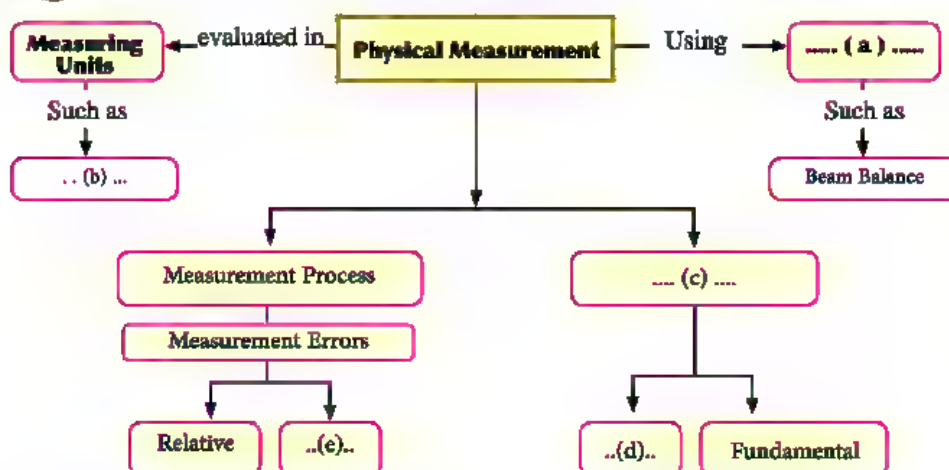 Measuring
Units
evaluated in
Physical Measurement
Using
..... ( a ) .....
Such as
Such as
. . (b) ...
Beam Balance
Measurement Process
.... (c) ....
Measurement Errors
Relative
..(e)..
..(d)..
Fundamental